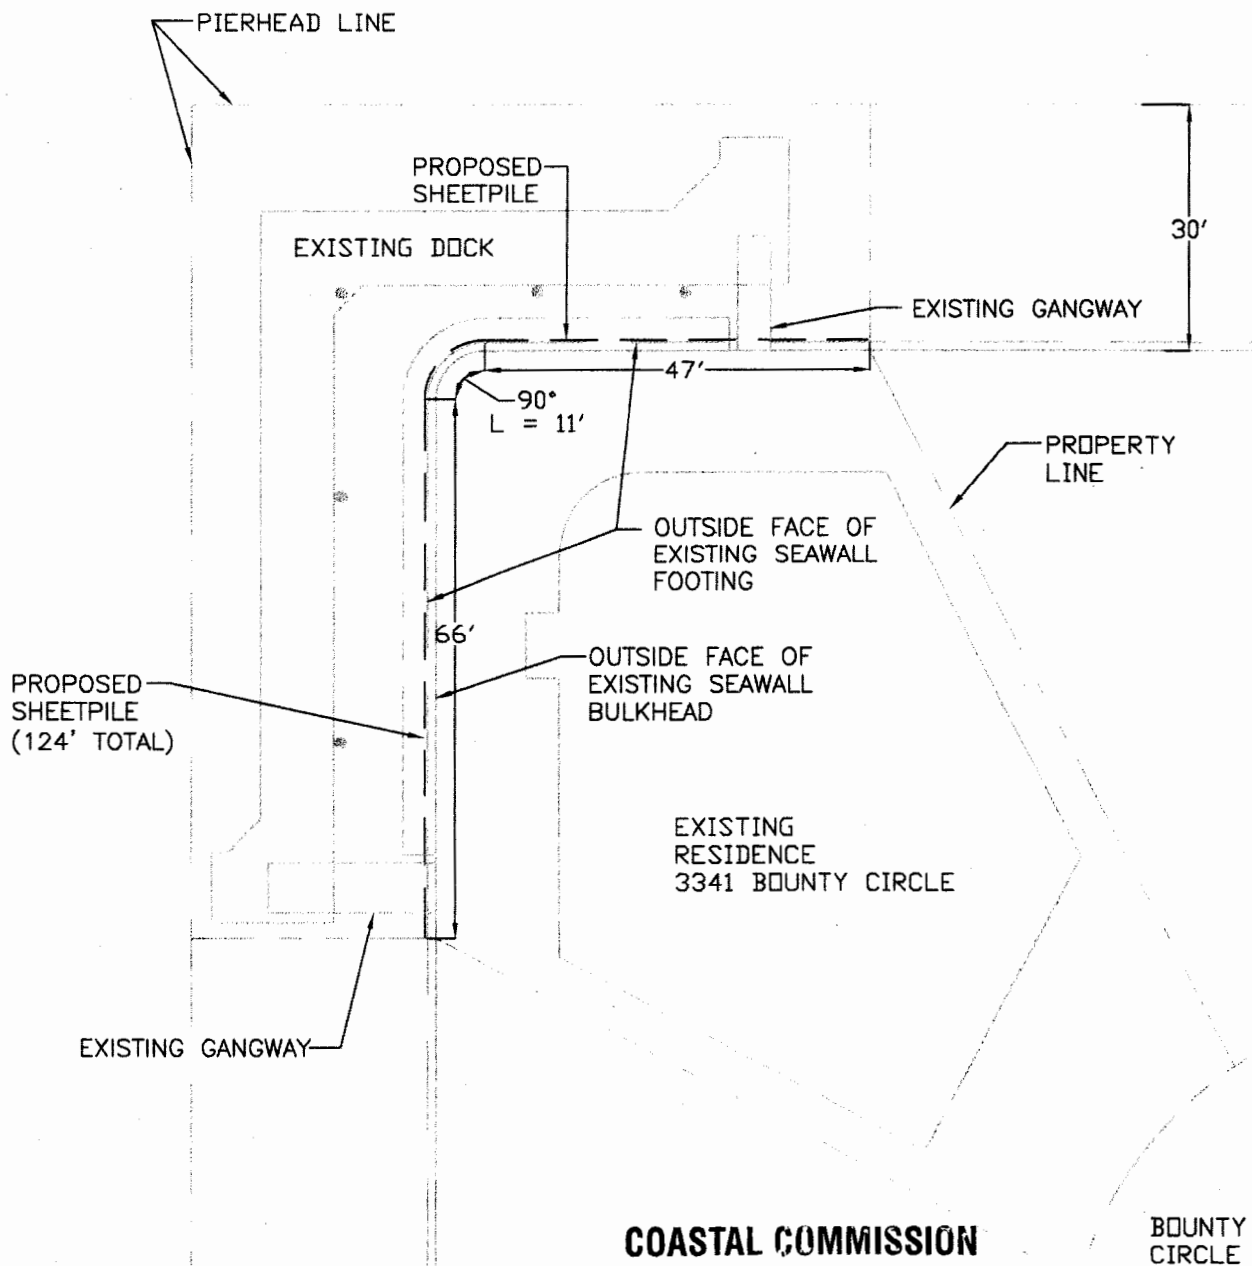 PIERHEAD LINE
PROPOSED
SHEETPILE
30'
EXISTING DOCK
EXISTING GANGWAY
47'
90°
L = 11'
PROPERTY
LINE
OUTSIDE FACE OF
EXISTING SEAWALL
FOOTING
66'
OUTSIDE FACE OF
EXISTING SEAWALL
BULKHEAD
PROPOSED
SHEETPILE
(124' TOTAL)
EXISTING
RESIDENCE
3341 BOUNTY CIRCLE
EXISTING GANGWAY
COASTAL COMMISSION
BOUNTY
CIRCLE